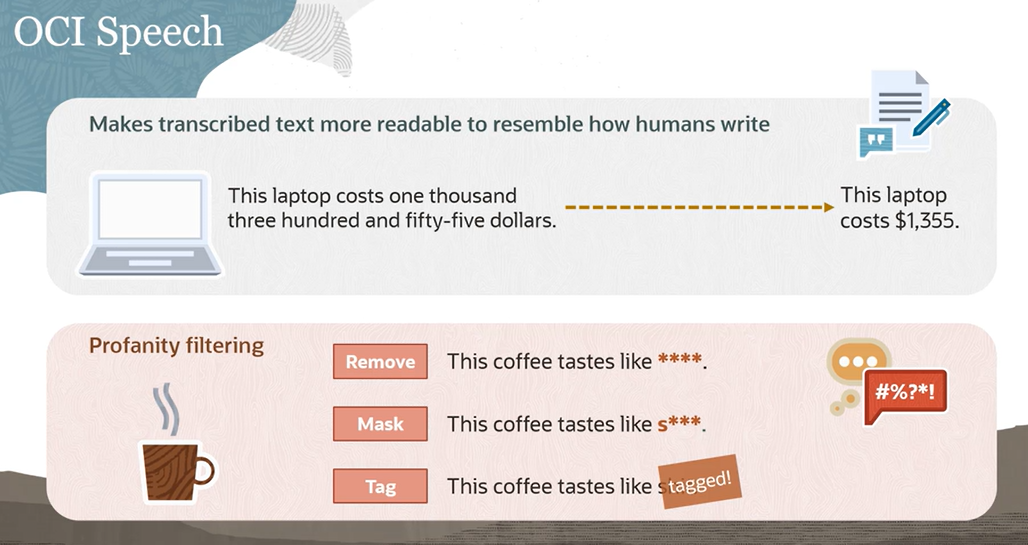 OCI Speech
Makes transcribed text more readable to resemble how humans write
This laptop costs one thousand
three hundred and fifty-five dollars.
This laptop
costs $1,355.
Profanity filtering
Remove
This coffee tastes like ****.
#%?*!
Mask
This coffee tastes like s***.
Tag
This coffee tastes like s
tagged!